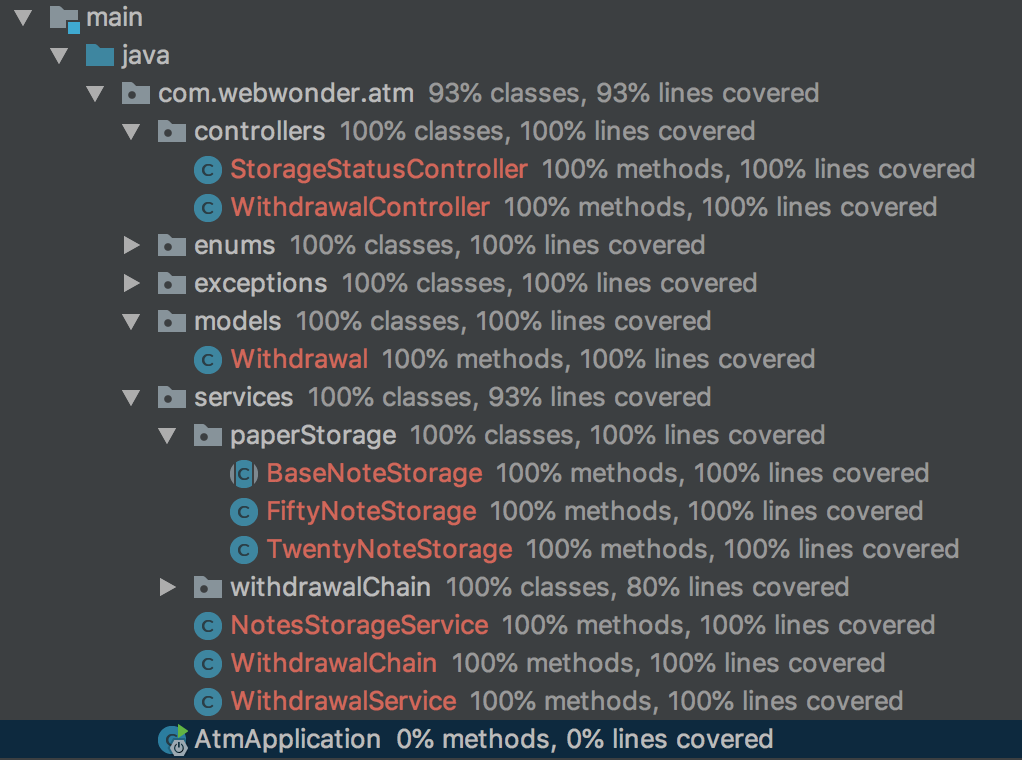 main
java
com.webwonder.atm 93% classes, 93% lines covered
controllers 100% classes, 100% lines covered
C StorageStatusController 100% methods, 100% lines covered
C WithdrawalController 100% methods, 100% lines covered
enums 100% classes, 100% lines covered
exceptions 100% classes, 100% lines covered
models 100% classes, 100% lines covered
C Withdrawal 100% methods, 100% lines covered
services 100% classes, 93% lines covered
paperStorage 100% classes, 100% lines covered
C BaseNoteStorage 100% methods, 100% lines covered
C FiftyNoteStorage 100% methods, 100% lines covered
C TwentyNoteStorage 100% methods, 100% lines covered
withdrawalChain 100% classes, 80% lines covered
C NotesStorageService 100% methods, 100% lines covered
C WithdrawalChain 100% methods, 100% lines covered
C WithdrawalService 100% methods, 100% lines covered
AtmApplication 0% methods, 0% lines covered